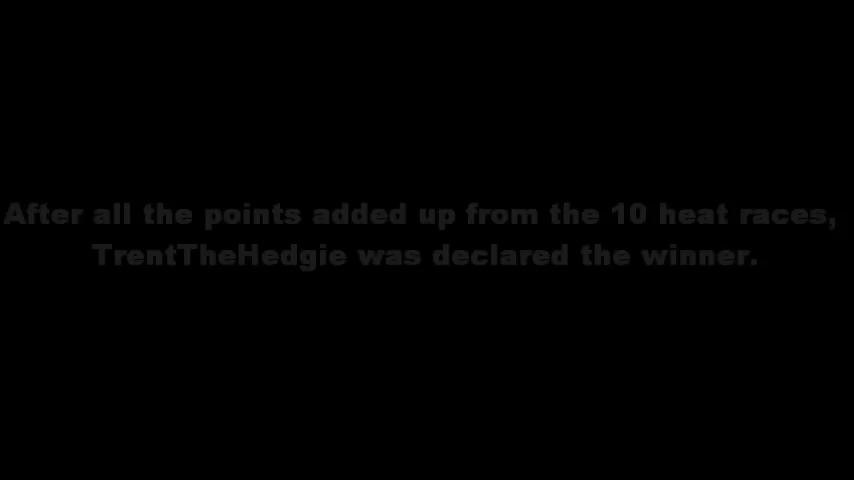 After all the points added up from the 10 heat races,
TrentTheHedgie was declared the winner.